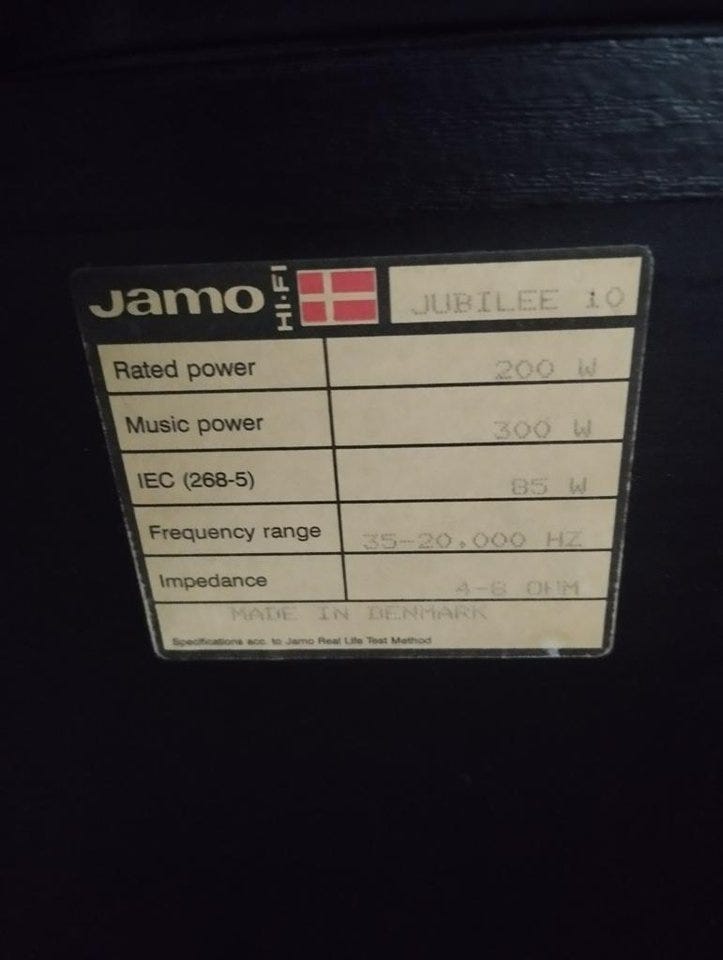 Jamo HI-FI JUBILEE 10
Rated power 200 W
Music power 300 W
IEC (268-5) 85 W
Frequency range 35-20.000 HZ
Impedance 4-8 OHM
MADE IN DENMARK
Specifications acc. to Jamo Real Life Test Method